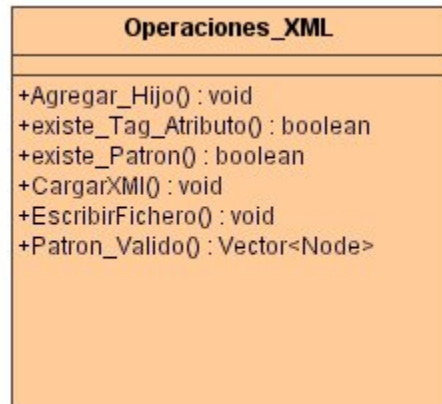 Operaciones_XML
+Agregar_Hijo() : void
+existe_Tag_Atributo() : boolean
+existe_Patron() : boolean
+CargarXMl() : void
+EscribirFichero() : void
+Patron_Valido() : Vector<Node>